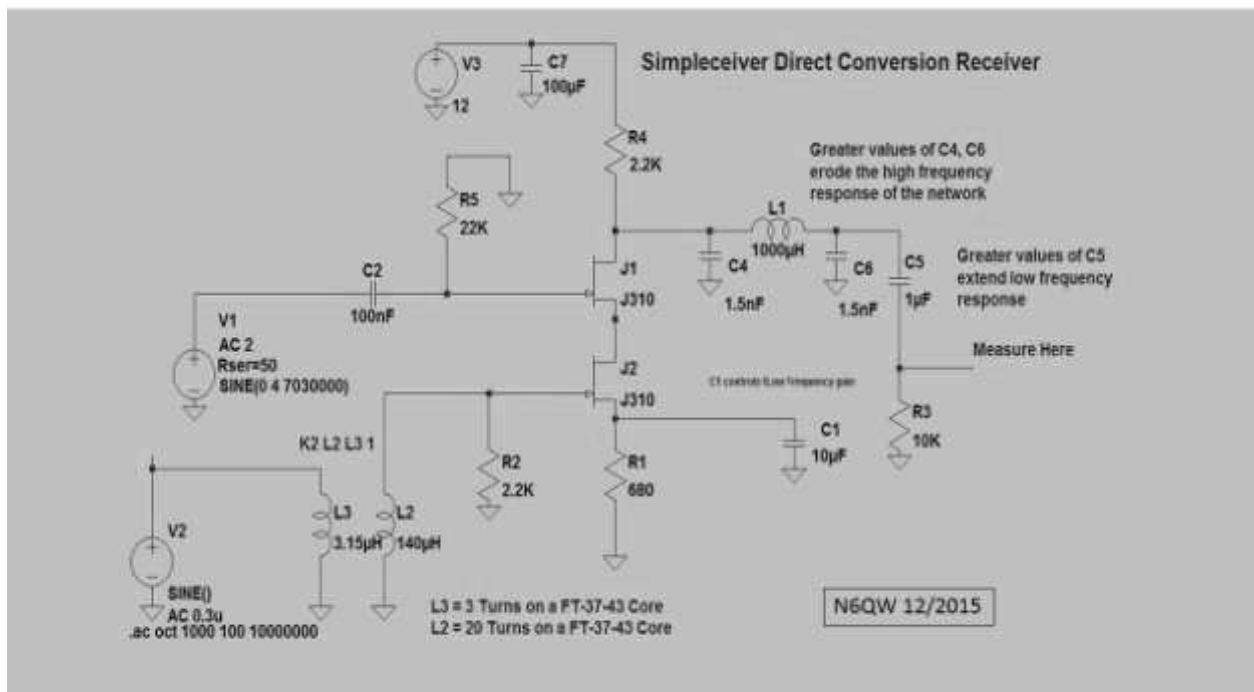 Simpleceiver Direct Conversion Receiver
V3
12
C7
100µF
R4
2.2K
Greater values of C4, C6
erode the high frequency
response of the network
R5
22K
L1
1000µH
C4
1.5nF
C6
1.5nF
C5
1µF
Greater values of C5
extend low frequency
response
J1
J310
C2
100nF
V1
AC 2
Rser=50
SINE(0 4 7030000)
Measure Here
J2
J310
C1 controls
gain
R3
10K
K2 L2 L3 1
R2
2.2K
R1
680
C1
10µF
L3
3.15µH
L2
140µH
V2
SINE()
AC 0.3u
.ac oct 1000 100 10000000
L3 = 3 Turns on a FT-37-43 Core
L2 = 20 Turns on a FT-37-43 Core
N6QW 12/2015